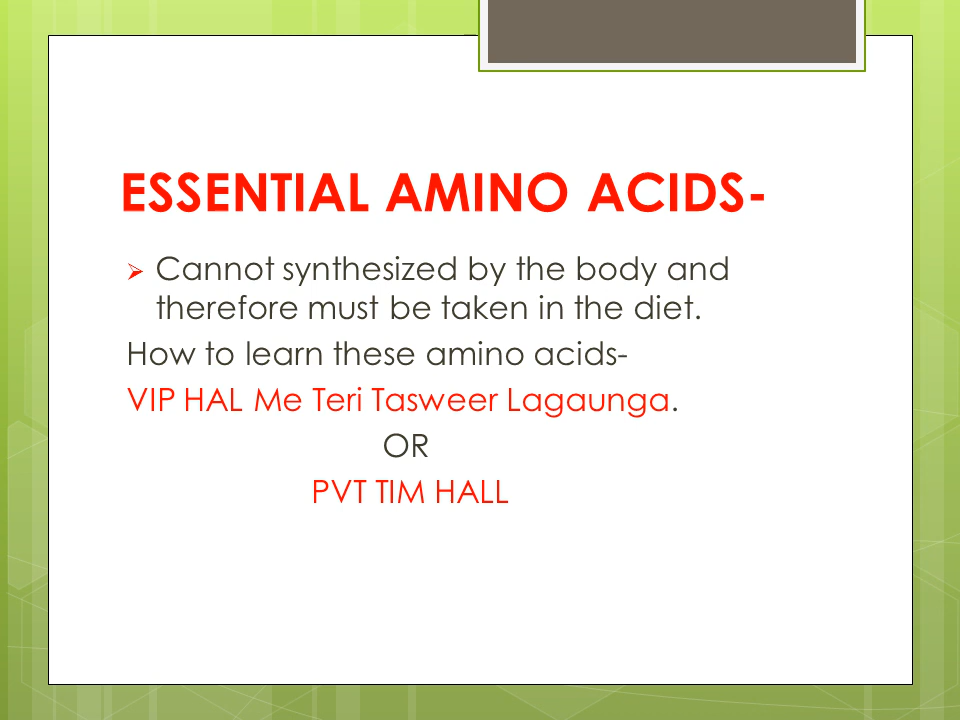 ESSENTIAL AMINO ACIDS-
Cannot synthesized by the body and
therefore must be taken in the diet.
How to learn these amino acids-
VIP HAL Me Teri Tasweer Lagaunga.
OR
PVT TIM HALL